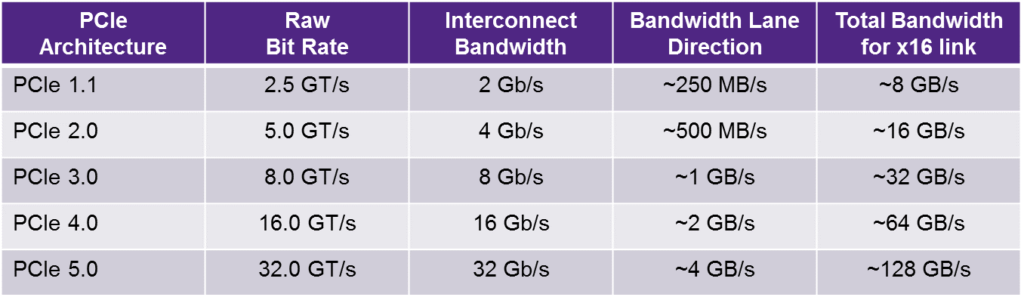 PCIe Architecture Raw Bit Rate Interconnect Bandwidth Bandwidth Lane Direction Total Bandwidth for x16 link
PCIe 1.1 2.5 GT/s 2 Gb/s ~250 MB/s ~8 GB/s
PCIe 2.0 5.0 GT/s 4 Gb/s ~500 MB/s ~16 GB/s
PCIe 3.0 8.0 GT/s 8 Gb/s ~1 GB/s ~32 GB/s
PCIe 4.0 16.0 GT/s 16 Gb/s ~2 GB/s ~64 GB/s
PCIe 5.0 32.0 GT/s 32 Gb/s ~4 GB/s ~128 GB/s